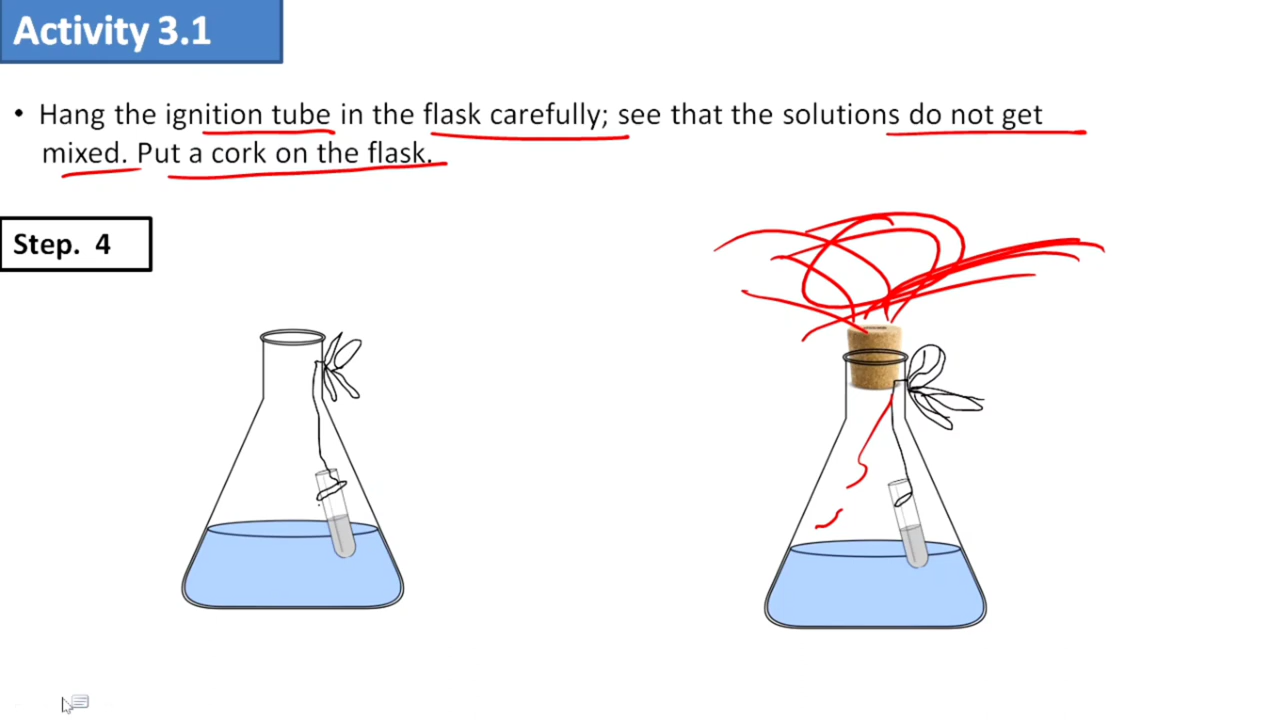 Activity 3.1
• Hang the ignition tube in the flask carefully; see that the solutions do not get
mixed. Put a cork on the flask.
Step. 4